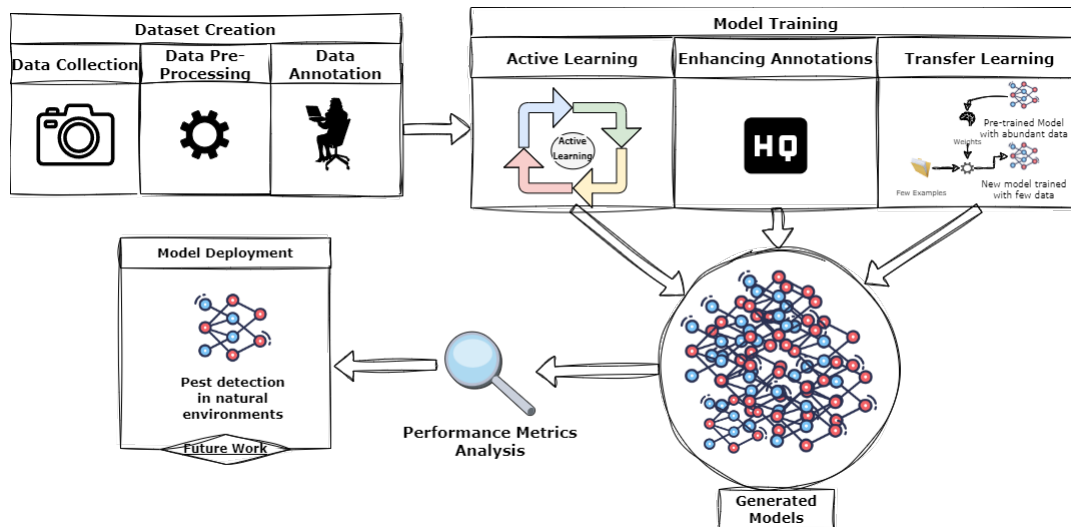 Dataset Creation
Data Collection
Data Pre-
Processing
Data
Annotation
Model Training
Active Learning
Enhancing Annotations
Transfer Learning
Active
Learning
HQ
Pre-trained Model
with abundant data
Weights
Few Examples
New model trained
with few data
Model Deployment
Pest detection
in natural
environments
Future Work
Performance Metrics
Analysis
Generated
Models